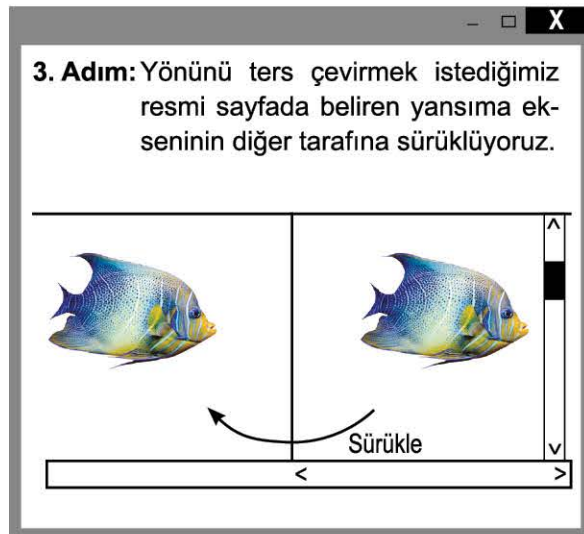 X
3. Adım: Yönünü ters çevirmek istediğimiz
resmi sayfada beliren yansıma ek-
seninin diğer tarafına sürüklüyoruz.
Sürükle